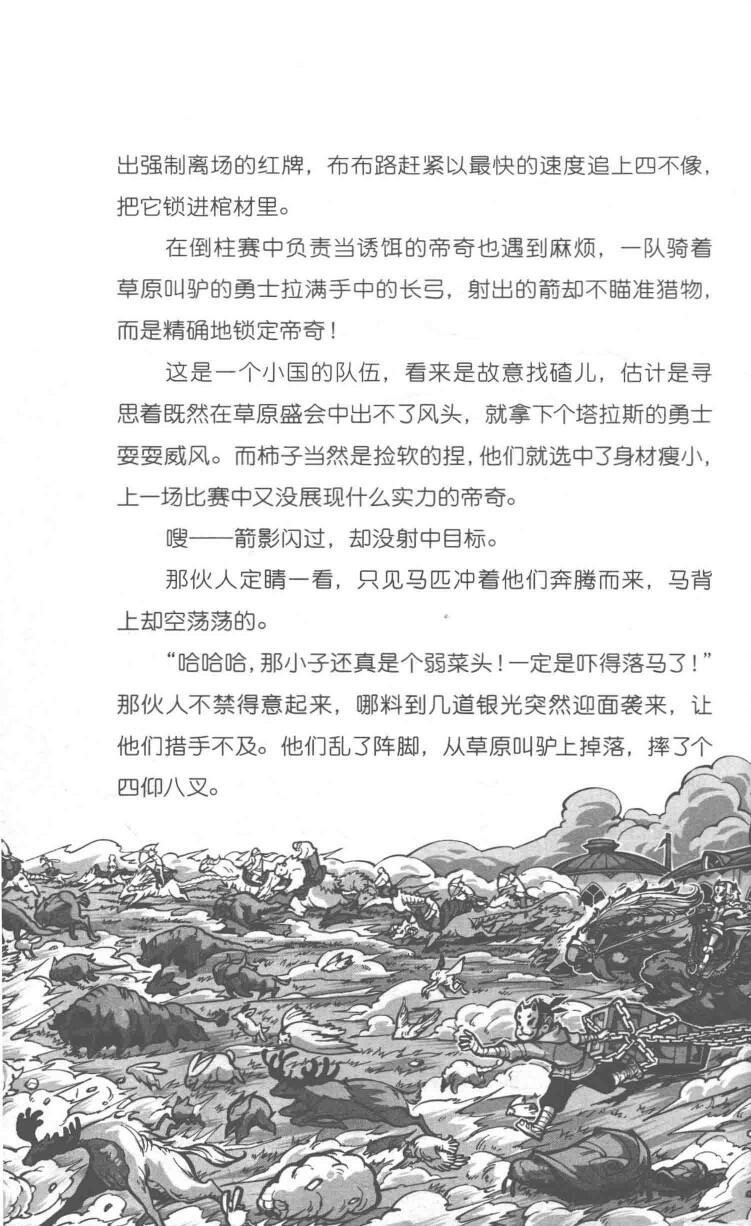 出强制离场的红牌，布布路赶紧以最快的速度追上四不像，
把它锁进棺材里。
在倒柱赛中负责当诱饵的帝奇也遇到麻烦，一队骑着
草原叫驴的勇士拉满手中的长弓，射出的箭却不瞄准猎物，
而是精确地锁定帝奇！
这是一个小国的队伍，看来是故意找碴儿，估计是寻
思着既然在草原盛会中出不了风头，就拿下个塔拉斯的勇士
耍耍威风。而柿子当然是捡软的捏，他们就选中了身材瘦小，
上一场比赛中又没展现什么实力的帝奇。
嗖——箭影闪过，却没射中目标。
那伙人定睛一看，只见马匹冲着他们奔腾而来，马背
上却空荡荡的。
“哈哈哈，那小子还真是个弱菜头！一定是吓得落马了！”
那伙人不禁得意起来，哪料到几道银光突然迎面袭来，让
他们措手不及。他们乱了阵脚，从草原叫驴上掉落，摔了个
四仰八叉。